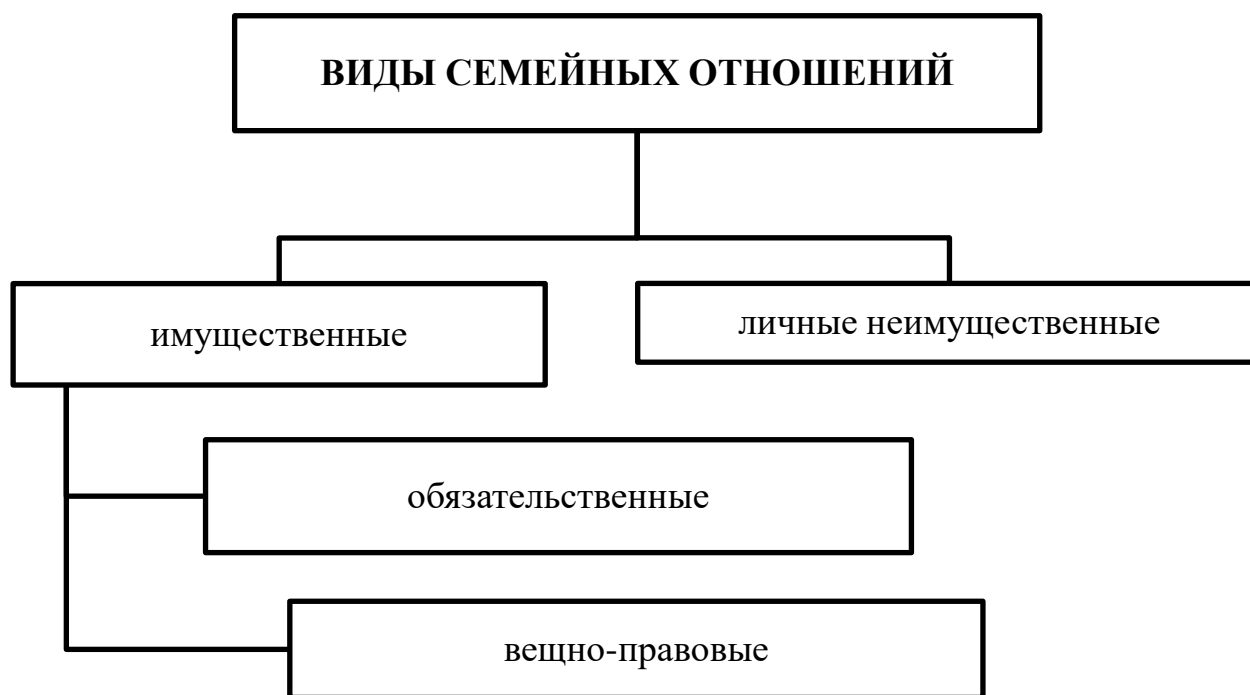 ВИДЫ СЕМЕЙНЫХ ОТНОШЕНИЙ
имущественные
личные неимущественные
обязательственные
вещно-правовые